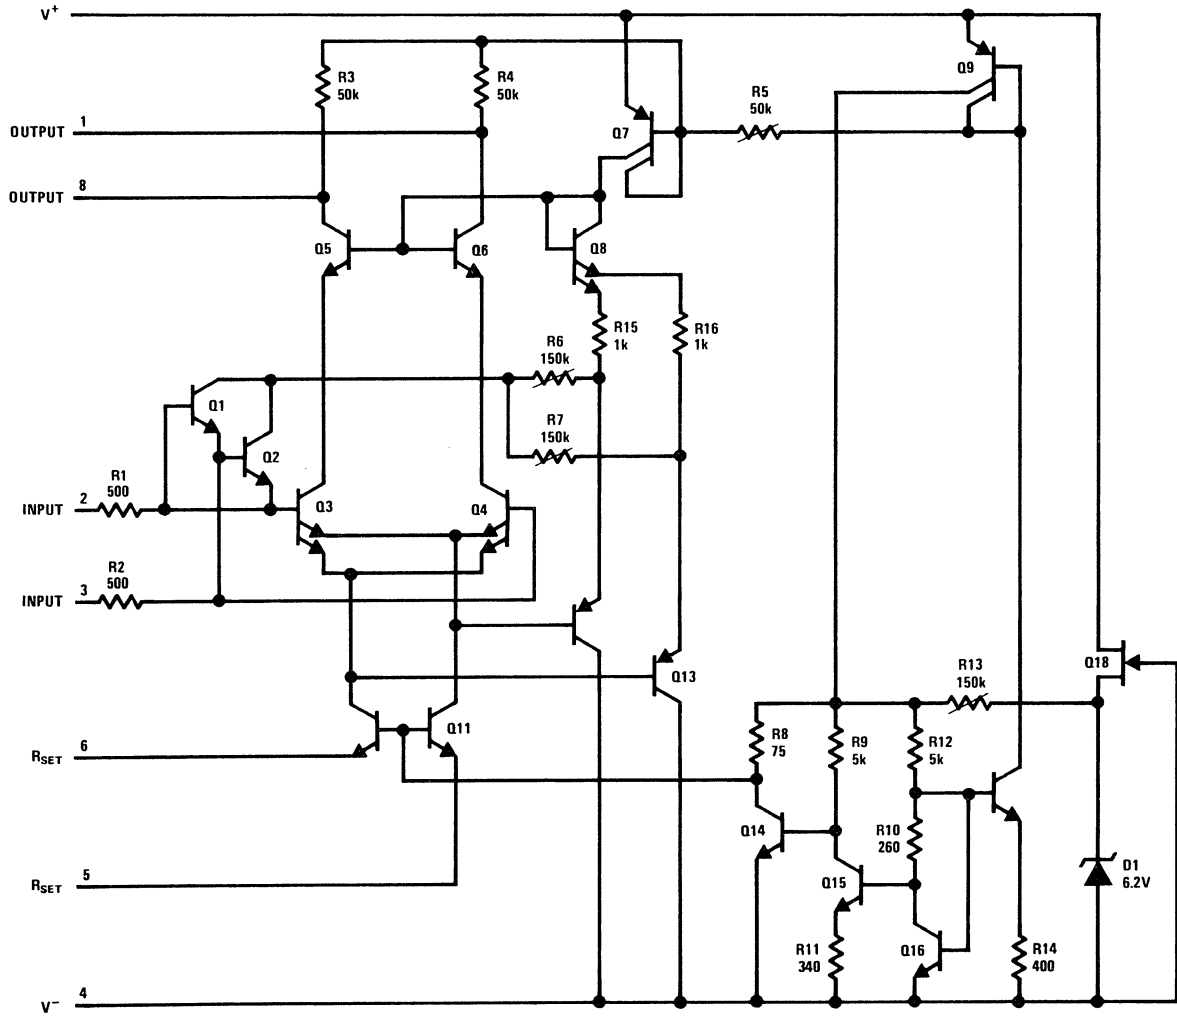 V+
R3
50k
R4
50k
Q9
R5
50k
OUTPUT 1
Q7
OUTPUT 8
Q5
Q6
Q8
R15
1k
R16
1k
R6
150k
Q1
R7
150k
Q2
R1
500
INPUT 2
Q3
Q4
R2
500
INPUT 3
Q18
R13
150k
Q13
Q11
R8
75
R9
5k
R12
5k
RSET 6
Q14
R10
260
D1
6.2V
RSET 5
Q15
R11
340
Q16
R14
400
V- 4